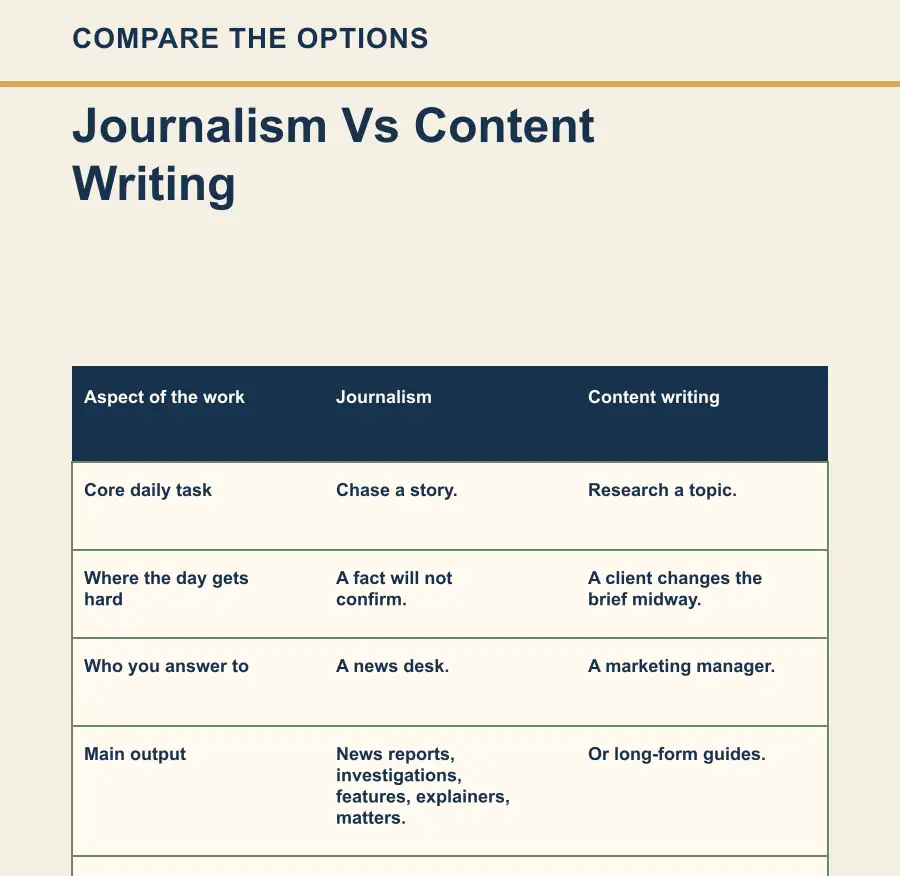 COMPARE THE OPTIONS
Journalism Vs Content
Writing
Aspect of the work
Journalism
Content writing
Core daily task
Chase a story.
Research a topic.
Where the day gets
hard
A fact will not
confirm.
A client changes the
brief midway.
Who you answer to
A news desk.
A marketing manager.
Main output
News reports,
investigations,
features, explainers,
matters.
Or long-form guides.